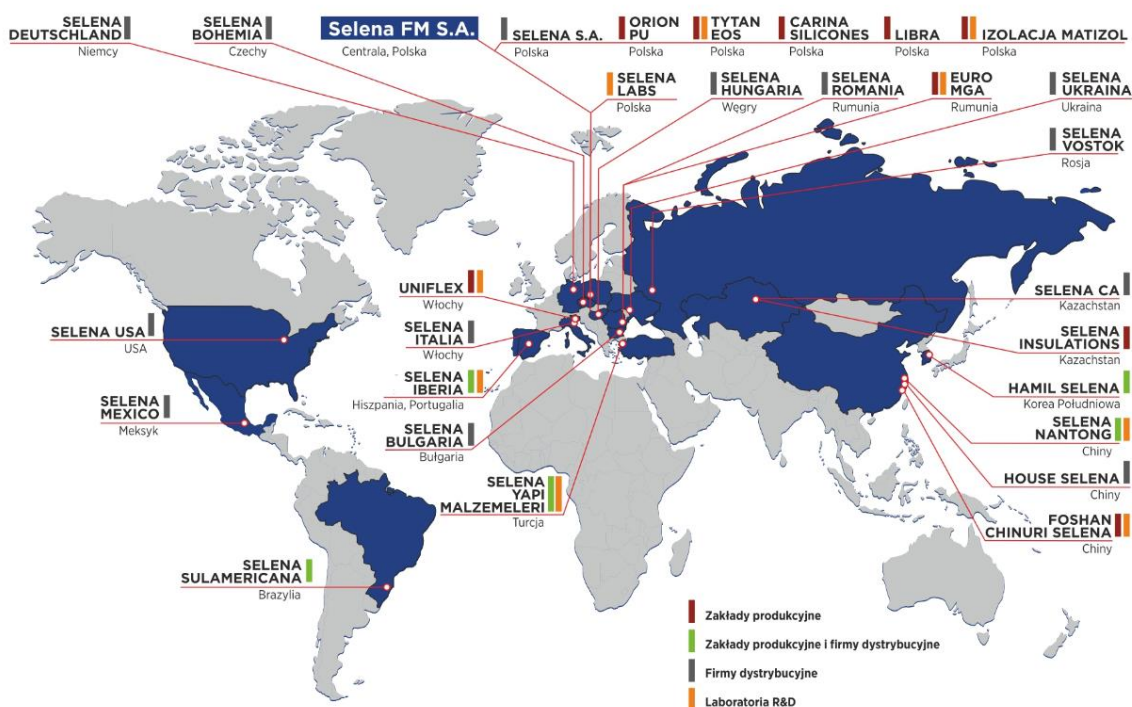 SELENA
DEUTSCHLAND
Niemcy
SELENA
BOHEMIA
Czechy
Selena FM S.A.
Centrala, Polska
SELENA S.A.
Polska
ORION
PU
Polska
TYTAN
EOS
Polska
CARINA
SILICONES
Polska
LIBRA
Polska
IZOLACJA MATIZOL
Polska
SELENA
LABS
Polska
SELENA
HUNGARIA
Węgry
SELENA
ROMANIA
Rumunia
EURO
MGA
Rumunia
SELENA
UKRAINA
Ukraina
SELENA
VOSTOK
Rosja
UNIFLEX
Włochy
SELENA
ITALIA
Włochy
SELENA
IBERIA
Hiszpania, Portugalia
SELENA
BULGARIA
Bułgaria
SELENA
YAPI
MALZEMELERI
Turcja
SELENA USA
USA
SELENA
MEXICO
Meksyk
SELENA
SULAMERICANA
Brazylia
SELENA CA
Kazachstan
SELENA
INSULATIONS
Kazachstan
HAMIL SELENA
Korea Południowa
SELENA
NANTONG
Chiny
HOUSE SELENA
Chiny
FOSHAN
CHINURI SELENA
Chiny
Zakłady produkcyjne
Zakłady produkcyjne i firmy dystrybucyjne
Firmy dystrybucyjne
Laboratoria R&D